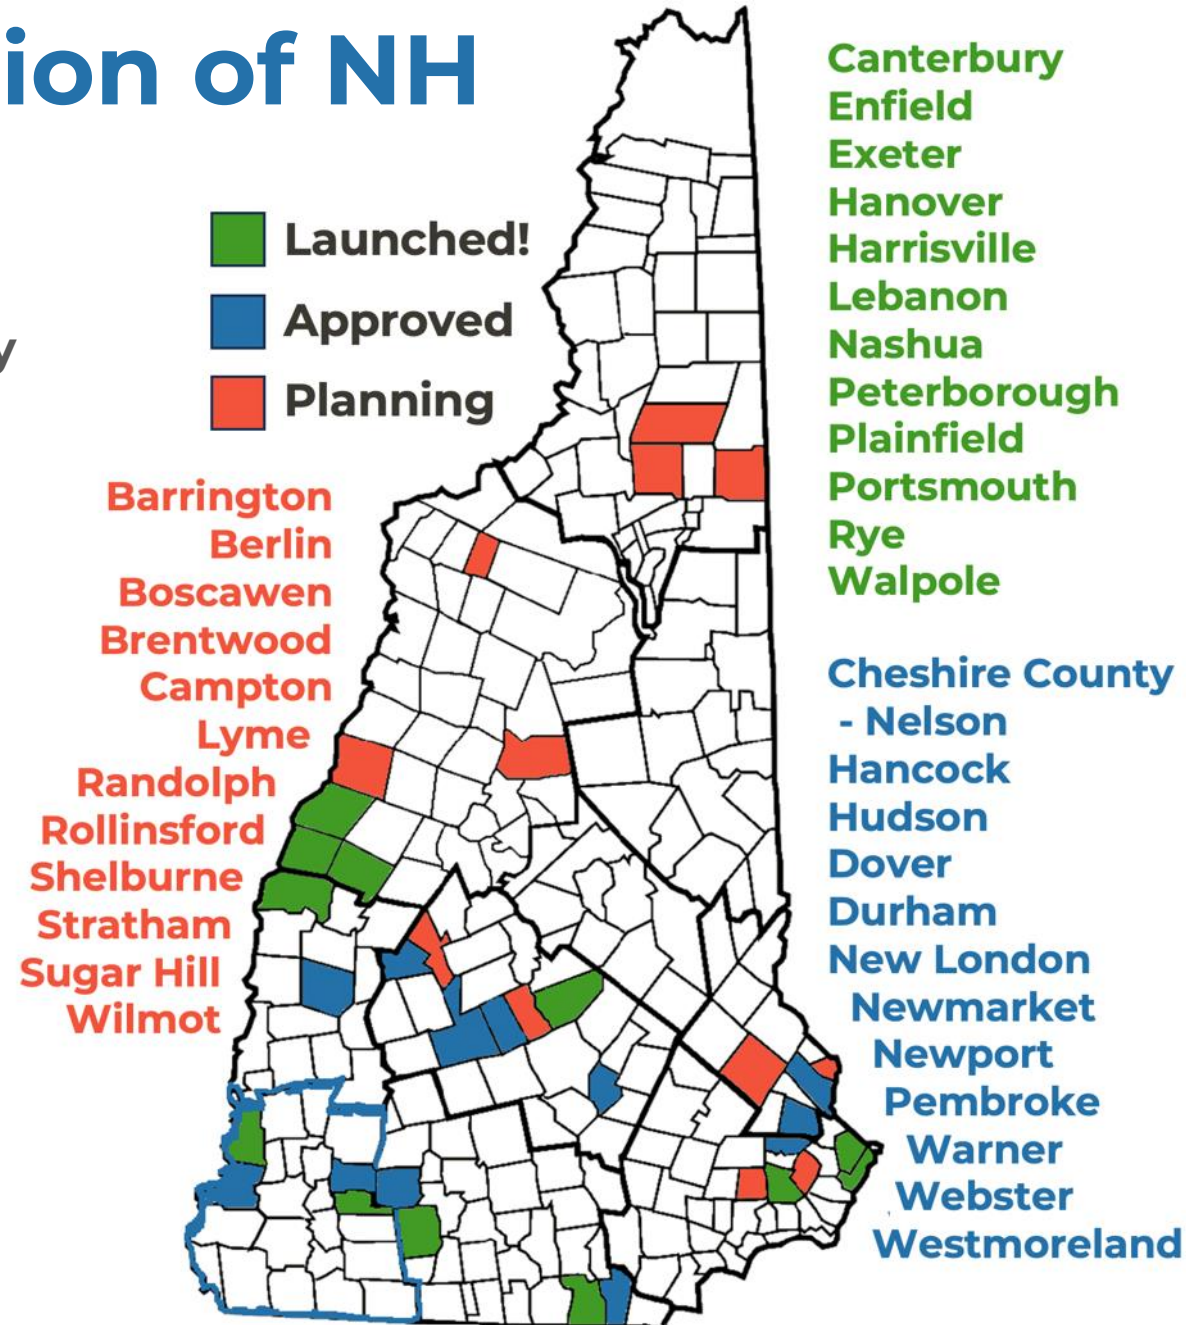 ion of NH
Launched!
Approved
y
Planning
Barrington
Berlin
Boscawen
Brentwood
Campton
Lyme
Randolph
Rollinsford
Shelburne
Stratham
Sugar Hill
Wilmot
Canterbury
Enfield
Exeter
Hanover
Harrisville
Lebanon
Nashua
Peterborough
Plainfield
Portsmouth
Rye
Walpole
Cheshire County
- Nelson
Hancock
Hudson
Dover
Durham
New London
Newmarket
Newport
Pembroke
Warner
Webster
Westmoreland